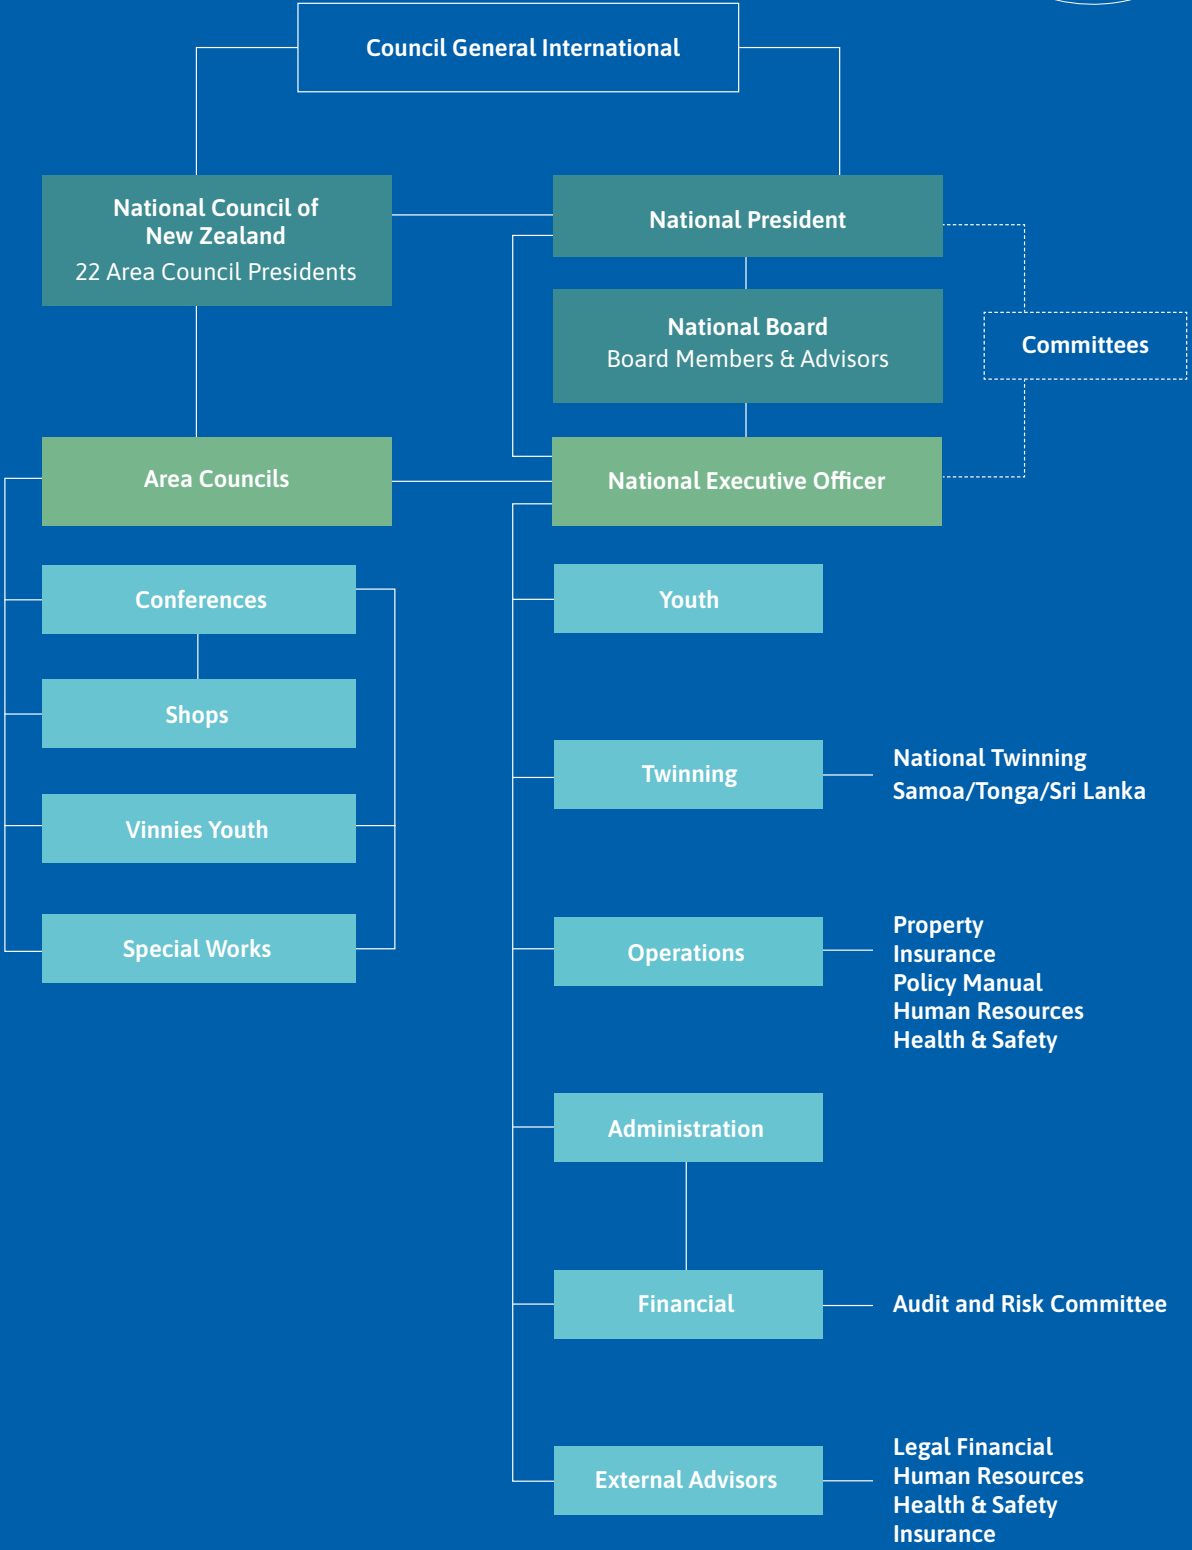 Council General International
National Council of
New Zealand
22 Area Council Presidents
National President
National Board
Board Members & Advisors
Committees
Area Councils
National Executive Officer
Conferences
Shops
Vinnies Youth
Special Works
Youth
Twinning
National Twinning
Samoa/Tonga/Sri Lanka
Operations
Property
Insurance
Policy Manual
Human Resources
Health & Safety
Administration
Financial
Audit and Risk Committee
External Advisors
Legal Financial
Human Resources
Health & Safety
Insurance